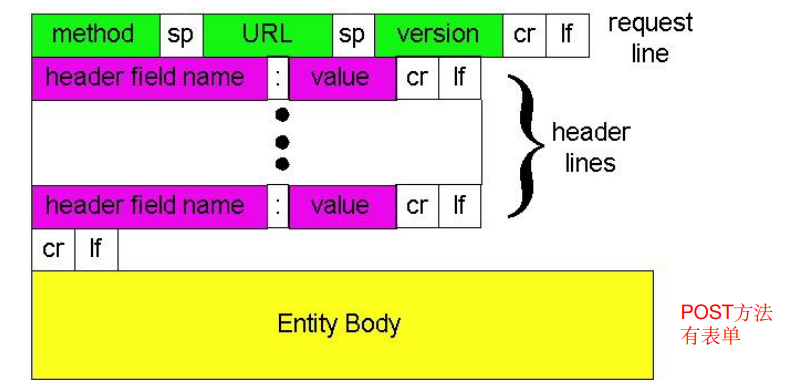 method sp URL sp version cr lf
request
line
header field name : value cr lf
header
lines
header field name : value cr lf
cr lf
Entity Body
POST方法
有表单